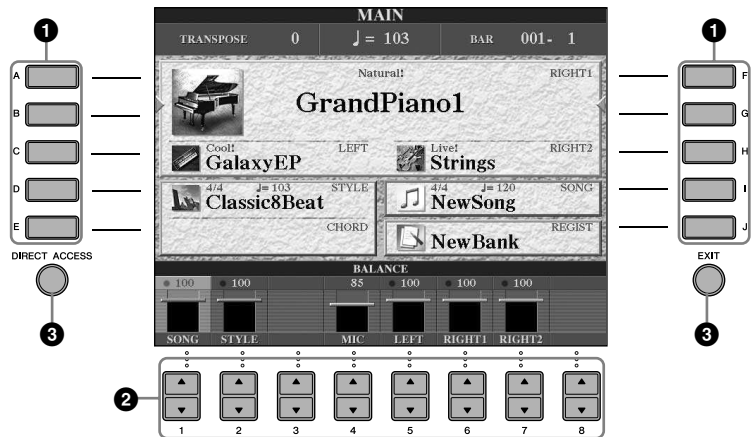 MAIN
TRANSPOSE 0 ♩= 103 BAR 001- 1
1 1
A Natural! RIGHT1 F
GrandPiano1
B G
C Cool! LEFT Live! RIGHT2 H
GalaxyEP Strings
D 4/4 ♩= 103 STYLE 4/4 ♩= 120 SONG I
Classic8Beat NewSong
E CHORD REGIST J
NewBank
DIRECT ACCESS EXIT
BALANCE
100 100 85 100 100 100
3 3
SONG STYLE MIC LEFT RIGHT1 RIGHT2
2
1 2 3 4 5 6 7 8